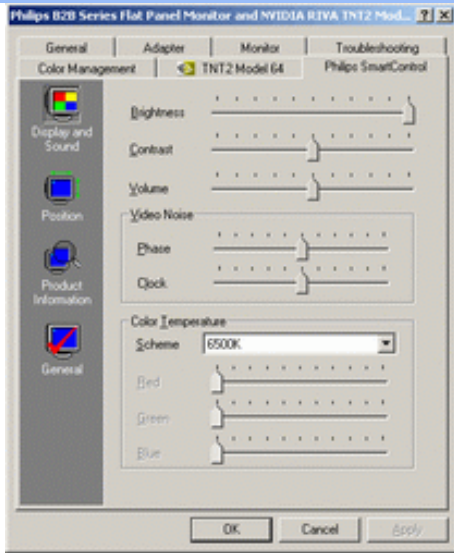 Philips B2B Series Flat Panel Monitor and NVIDIA RIVA TNT2 Mod...
General Adapter Monitor Troubleshooting
Color Management TNT2 Model 64 Philips SmartControl
Display and
Sound
Position
Product
Information
General
Brightness
Contrast
Volume
Video Noise
Phase
Clock
Color Temperature
Scheme 6500K
Red
Green
Blue
OK Cancel Apply